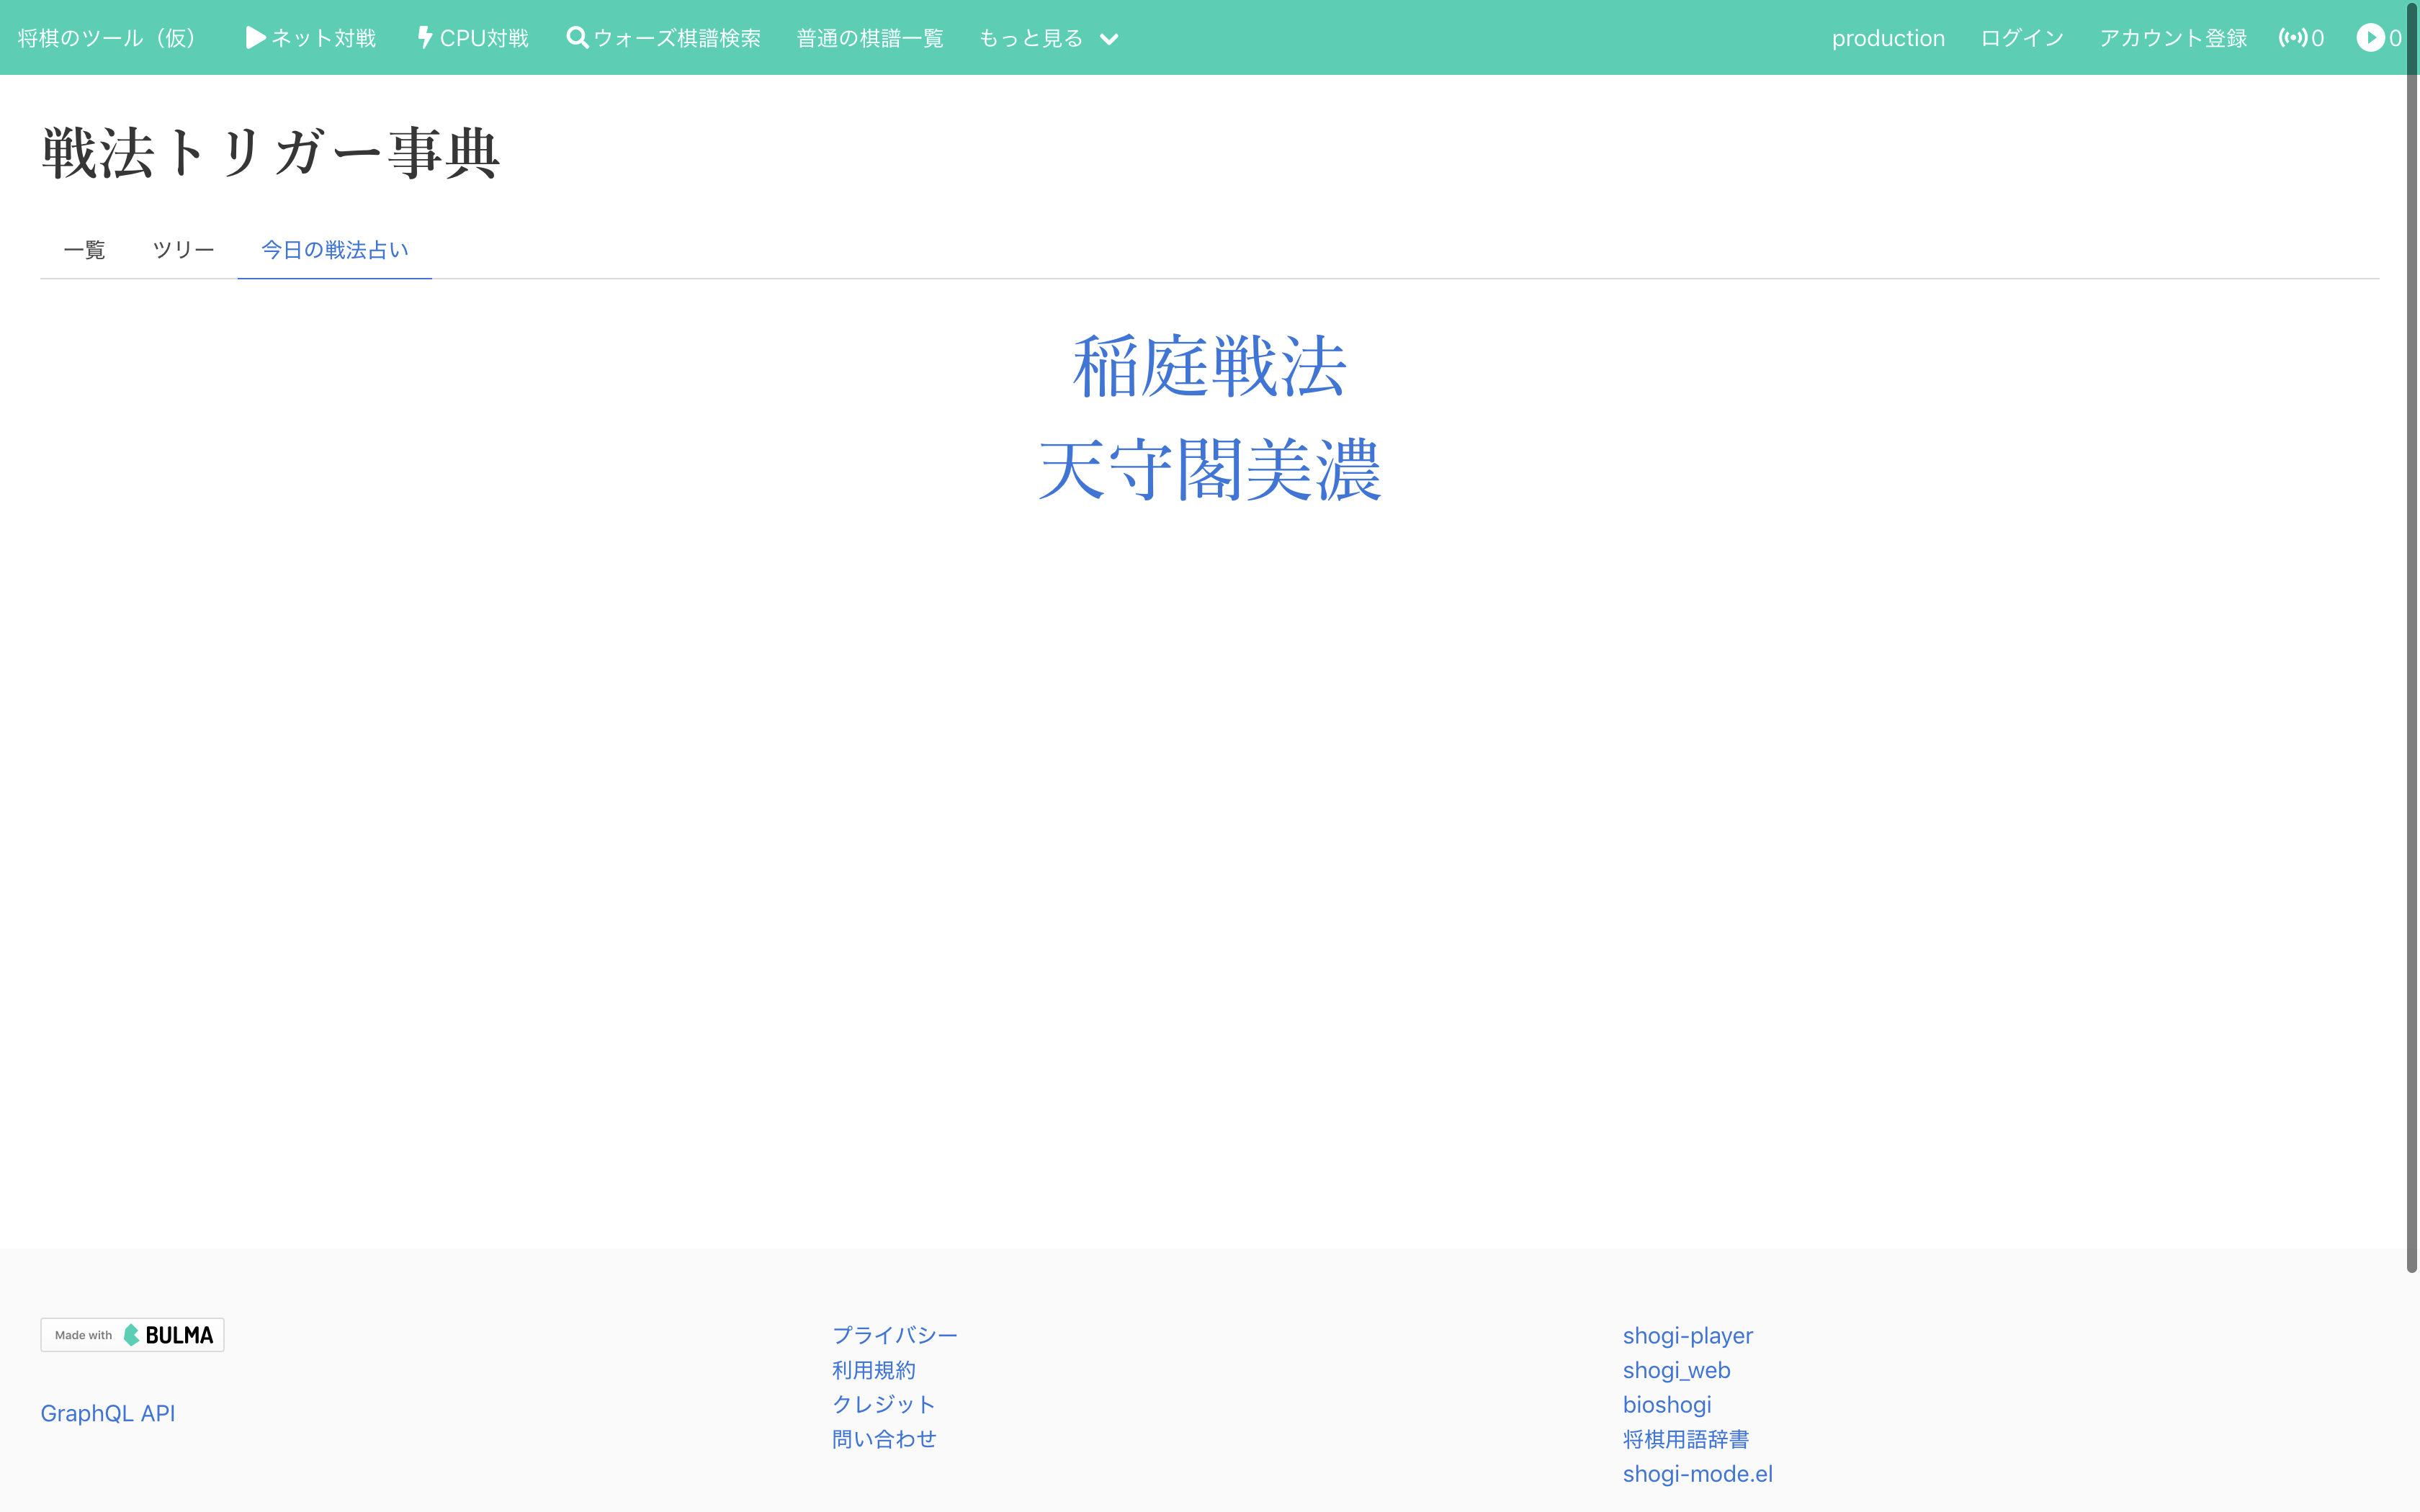 将棋のツール（仮） ネット対戦 CPU対戦 ウォーズ棋譜検索 普通の棋譜一覧 もっと見る production ログイン アカウント登録 0 0
戦法トリガー事典
一覧 ツリー 今日の戦法占い
稲庭戦法
天守閣美濃
Made with BULMA
GraphQL API
プライバシー
利用規約
クレジット
問い合わせ
shogi-player
shogi_web
bioshogi
将棋用語辞書
shogi-mode.el